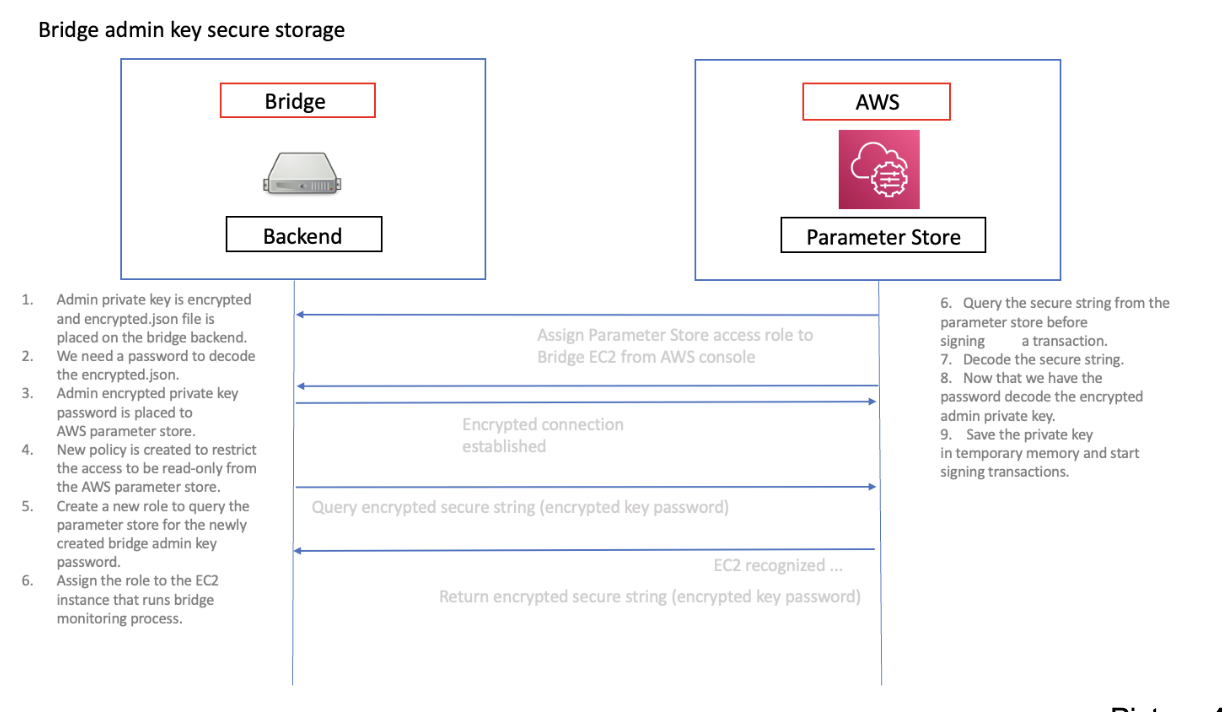 Bridge admin key secure storage
Bridge
AWS
Backend
Parameter Store
1. Admin private key is encrypted
and encrypted.json file is
placed on the bridge backend.
2. We need a password to decode
the encrypted.json.
3. Admin encrypted private key
password is placed to
AWS parameter store.
4. New policy is created to restrict
the access to be read-only from
the AWS parameter store.
5. Create a new role to query the
parameter store for the newly
created bridge admin key
password.
6. Assign the role to the EC2
instance that runs bridge
monitoring process.
Assign Parameter Store access role to
Bridge EC2 from AWS console
Encrypted connection
established
Query encrypted secure string (encrypted key password)
EC2 recognized ...
Return encrypted secure string (encrypted key password)
6. Query the secure string from the
parameter store before
signing a transaction.
7. Decode the secure string.
8. Now that we have the
password decode the encrypted
admin private key.
9. Save the private key
in temporary memory and start
signing transactions.